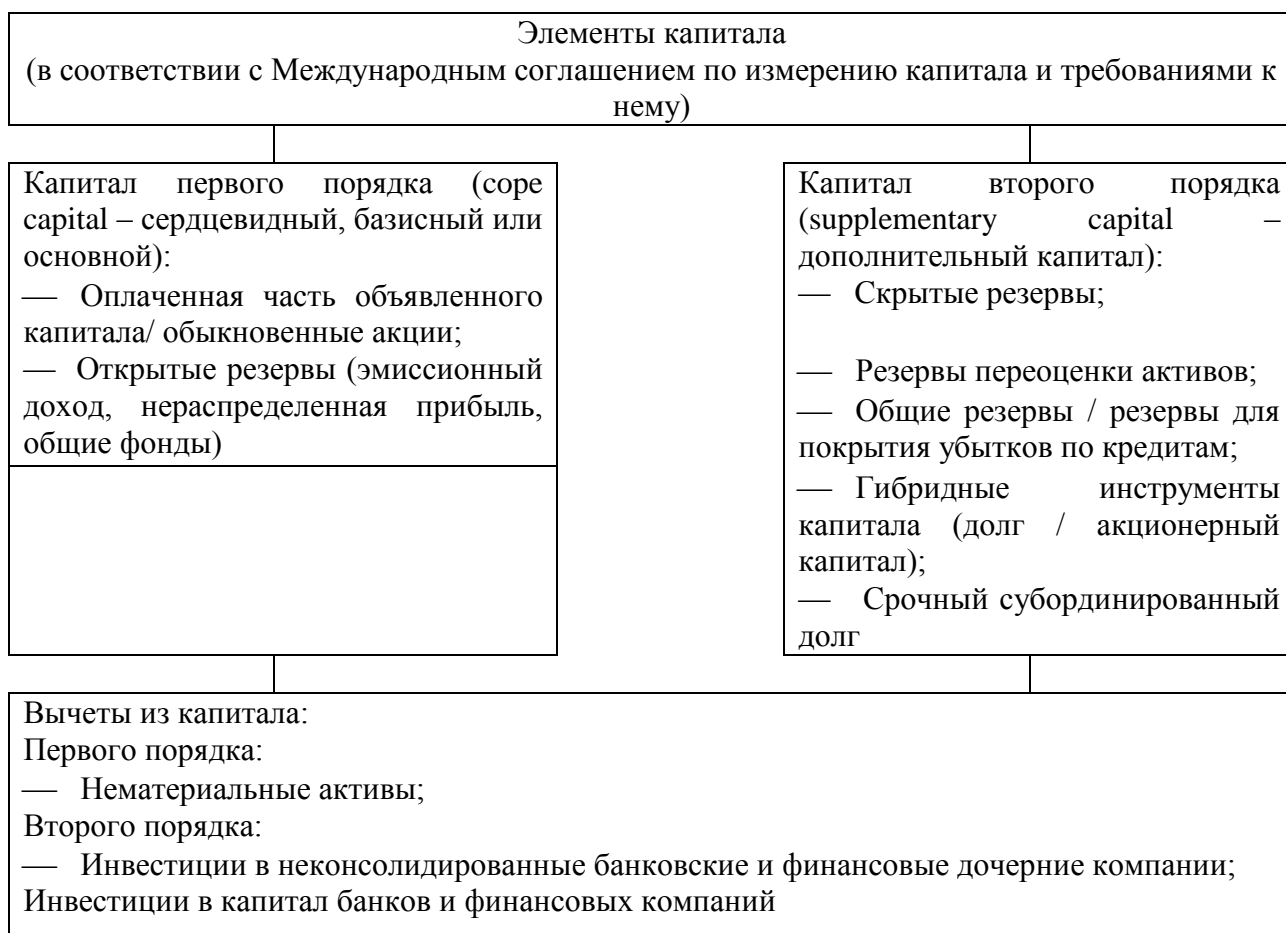 Элементы капитала
(в соответствии с Международным соглашением по измерению капитала и требованиями к
нему)
Капитал первого порядка (cope
capital – сердцевидный, базисный или
основной):
— Оплаченная часть объявленного
капитала/ обыкновенные акции;
— Открытые резервы (эмиссионный
доход, нераспределенная прибыль,
общие фонды)
Капитал второго порядка
(supplementary capital –
дополнительный капитал):
— Скрытые резервы;
— Резервы переоценки активов;
— Общие резервы / резервы для
покрытия убытков по кредитам;
— Гибридные инструменты
капитала (долг / акционерный
капитал);
— Срочный субординированный
долг
Вычеты из капитала:
Первого порядка:
— Нематериальные активы;
Второго порядка:
— Инвестиции в неконсолидированные банковские и финансовые дочерние компании;
Инвестиции в капитал банков и финансовых компаний